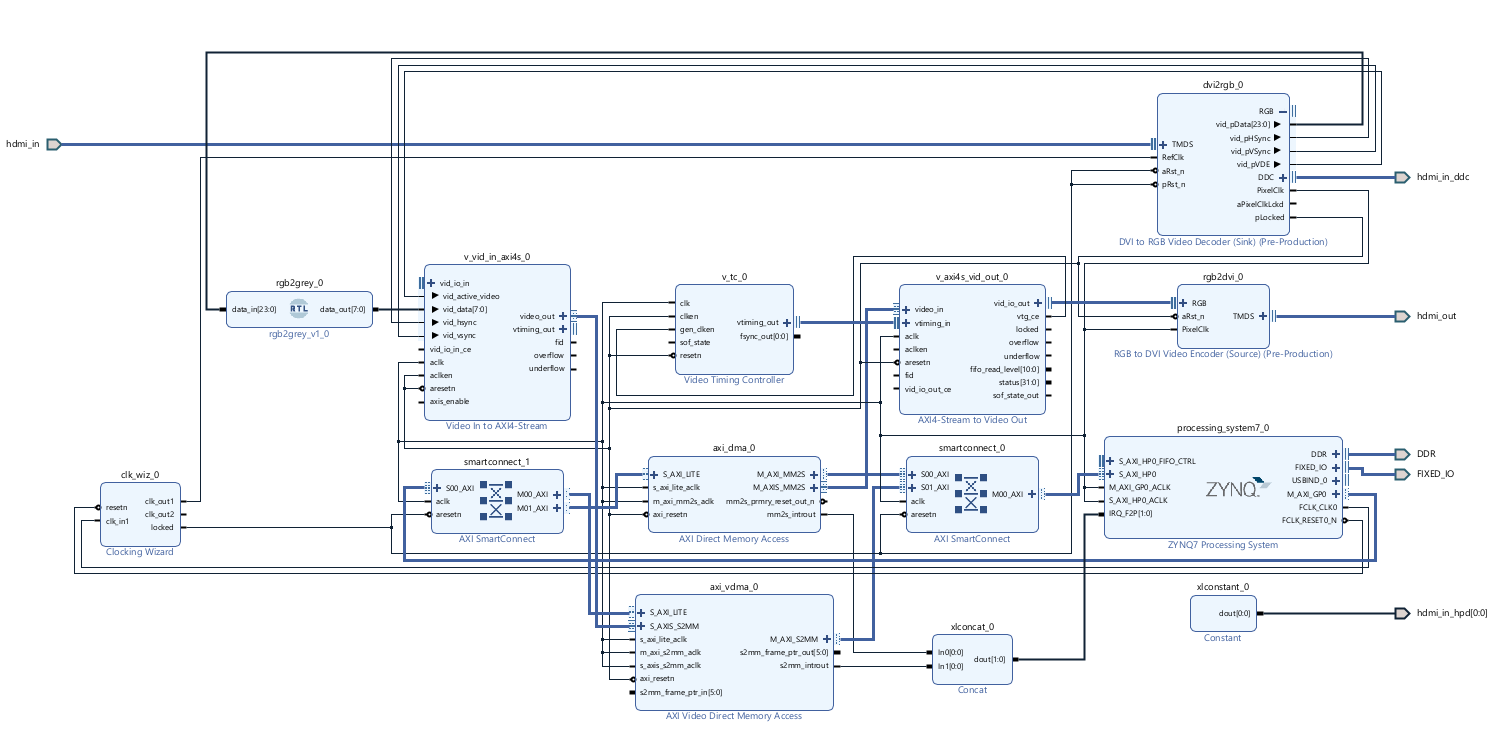 dvi2rgb_0
RGB
vid_pData[23:0]
vid_pHSync
hdmi_in
TMDS
vid_pVSync
RefClk
vid_pVDE
aRst_n
DDC
hdmi_in_ddc
pRst_n
PixelClk
aPixelClkLckd
pLocked
DVI to RGB Video Decoder (Sink) (Pre-Production)
rgb2grey_0
data_in[23:0]
RTL
data_out[7:0]
rgb2grey_v1_0
v_vid_in_axi4s_0
vid_io_in
vid_active_video
vid_data[7:0]
vid_hsync
vid_vsync
vid_io_in_ce
aclk
aclken
aresetn
axis_enable
video_out
vtiming_out
fid
overflow
underflow
Video In to AXI4-Stream
v_tc_0
clk
clken
gen_clken
sof_state
resetn
vtiming_out
fsync_out[0:0]
Video Timing Controller
v_axi4s_vid_out_0
video_in
vtiming_in
aclk
aclken
aresetn
fid
vid_io_out_ce
vid_io_out
vtg_ce
locked
overflow
underflow
fifo_read_level[10:0]
status[31:0]
sof_state_out
AXI4-Stream to Video Out
rgb2dvi_0
RGB
aRst_n
PixelClk
TMDS
hdmi_out
RGB to DVI Video Encoder (Source) (Pre-Production)
clk_wiz_0
resetn
clk_in1
clk_out1
clk_out2
locked
Clocking Wizard
smartconnect_1
S00_AXI
aclk
aresetn
M00_AXI
M01_AXI
AXI SmartConnect
axi_dma_0
S_AXI_LITE
s_axi_lite_aclk
m_axi_mm2s_aclk
axi_resetn
M_AXI_MM2S
M_AXIS_MM2S
mm2s_prmry_reset_out_n
mm2s_introut
AXI Direct Memory Access
smartconnect_0
S00_AXI
S01_AXI
aclk
aresetn
M00_AXI
AXI SmartConnect
processing_system7_0
S_AXI_HP0_FIFO_CTRL
S_AXI_HP0
M_AXI_GP0_ACLK
S_AXI_HP0_ACLK
IRQ_F2P[1:0]
ZYNQ
DDR
FIXED_IO
USBIND_0
M_AXI_GP0
FCLK_CLK0
FCLK_RESET0_N
DDR
FIXED_IO
ZYNQ7 Processing System
axi_vdma_0
S_AXI_LITE
S_AXIS_S2MM
s_axi_lite_aclk
m_axi_s2mm_aclk
s_axis_s2mm_aclk
axi_resetn
s2mm_frame_ptr_in[5:0]
M_AXI_S2MM
s2mm_frame_ptr_out[5:0]
s2mm_introut
AXI Video Direct Memory Access
xlconcat_0
In0[0:0]
In1[0:0]
dout[1:0]
Concat
xlconstant_0
dout[0:0]
hdmi_in_hpd[0:0]
Constant